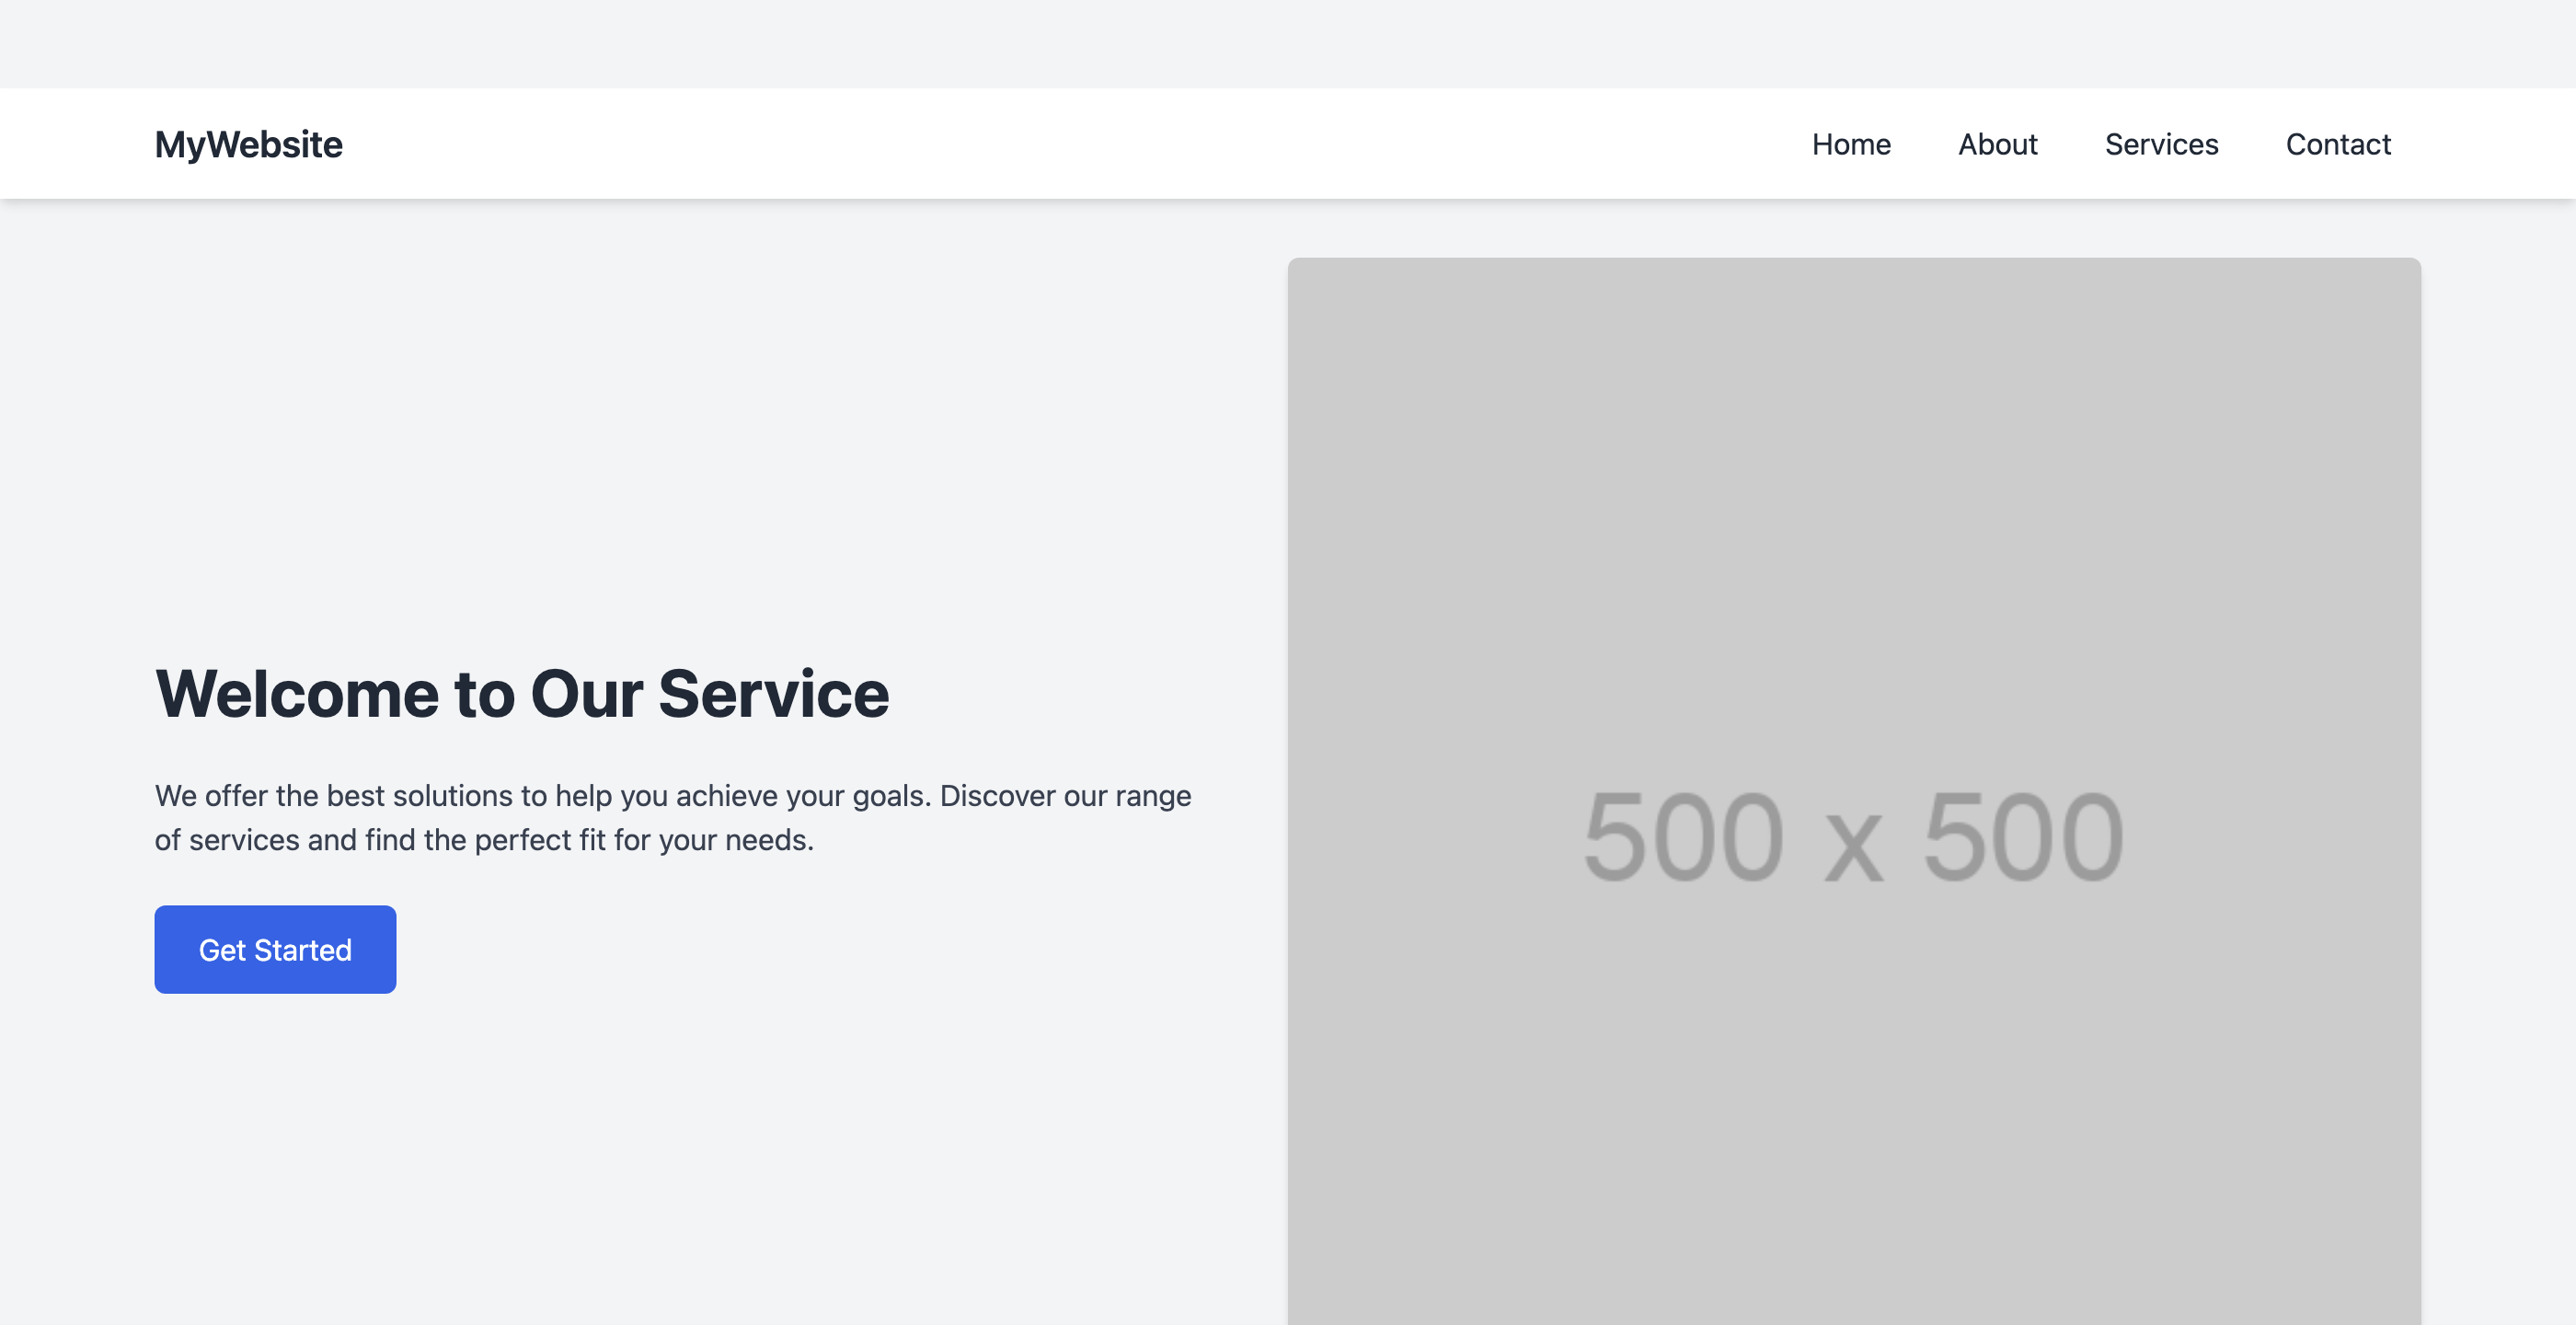 MyWebsite
Home About Services Contact
Welcome to Our Service
We offer the best solutions to help you achieve your goals. Discover our range
of services and find the perfect fit for your needs.
Get Started
500 x 500